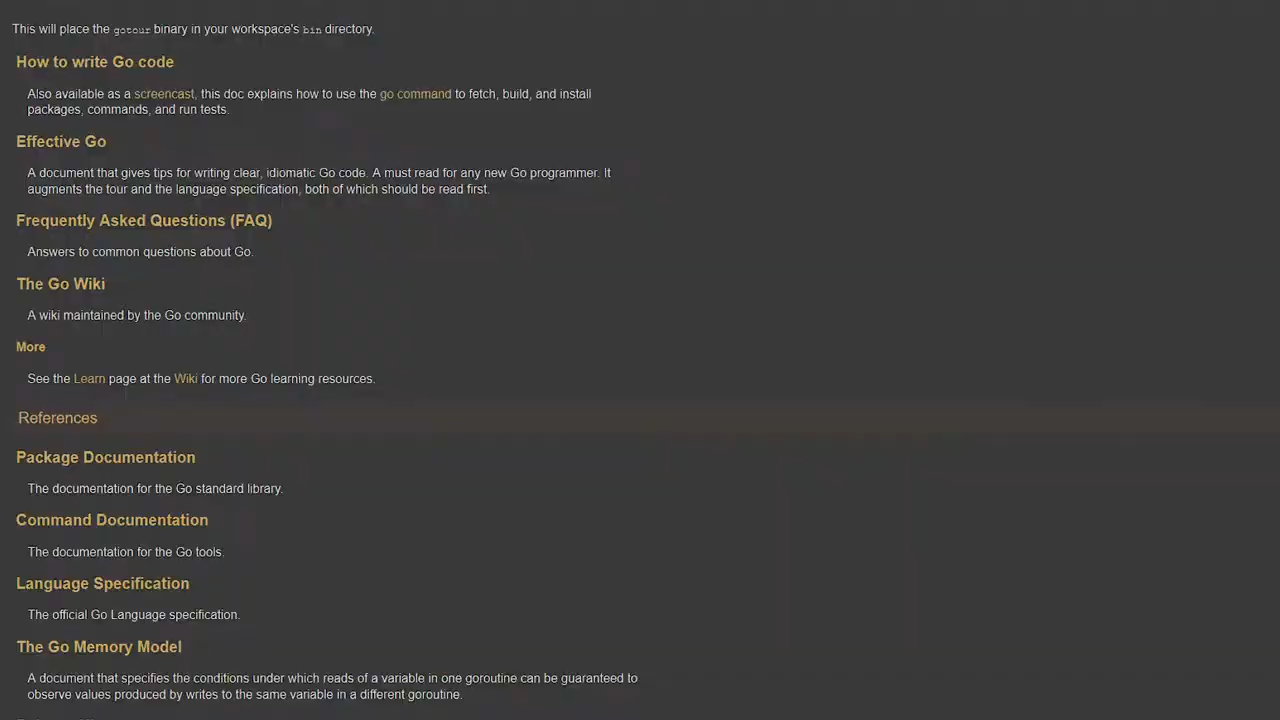 This will place the gotour binary in your workspace's bin directory.
How to write Go code
Also available as a screencast, this doc explains how to use the go command to fetch, build, and install
packages, commands, and run tests.
Effective Go
A document that gives tips for writing clear, idiomatic Go code. A must read for any new Go programmer. It
augments the tour and the language specification, both of which should be read first.
Frequently Asked Questions (FAQ)
Answers to common questions about Go.
The Go Wiki
A wiki maintained by the Go community.
More
See the Learn page at the Wiki for more Go learning resources.
References
Package Documentation
The documentation for the Go standard library.
Command Documentation
The documentation for the Go tools.
Language Specification
The official Go Language specification.
The Go Memory Model
A document that specifies the conditions under which reads of a variable in one goroutine can be guaranteed to
observe values produced by writes to the same variable in a different goroutine.